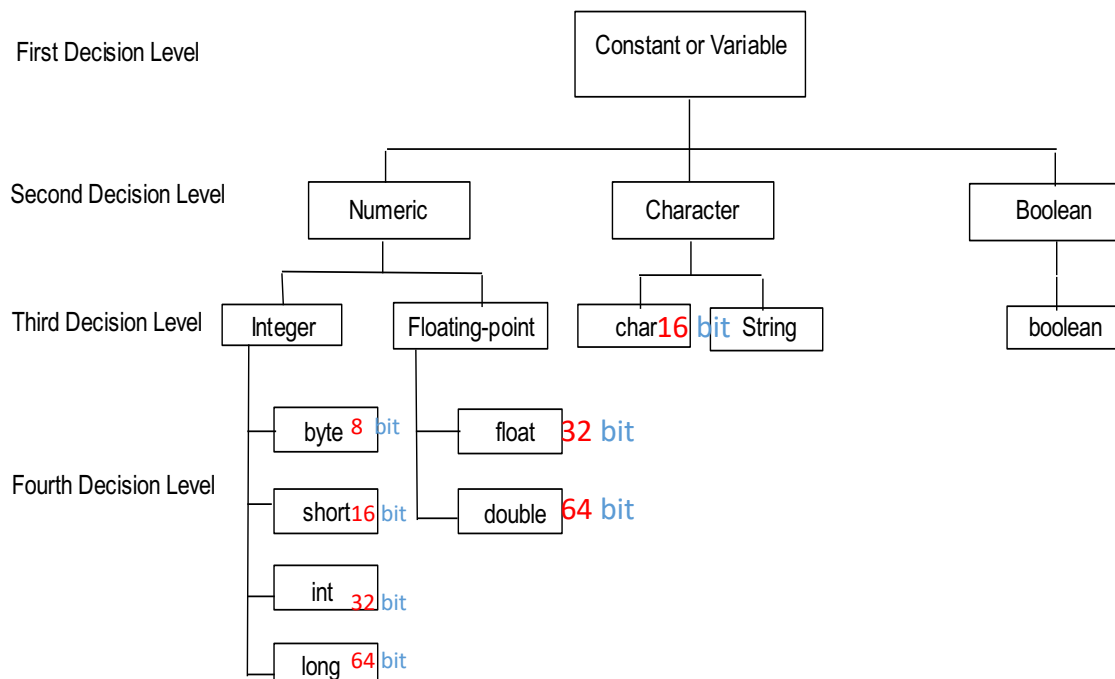 First Decision Level
Constant or Variable
Second Decision Level
Numeric
Character
Boolean
Third Decision Level
Integer
Floating-point
char16 bit
String
boolean
byte 8 bit
float 32 bit
Fourth Decision Level
short16 bit
double 64 bit
int 32 bit
long 64 bit